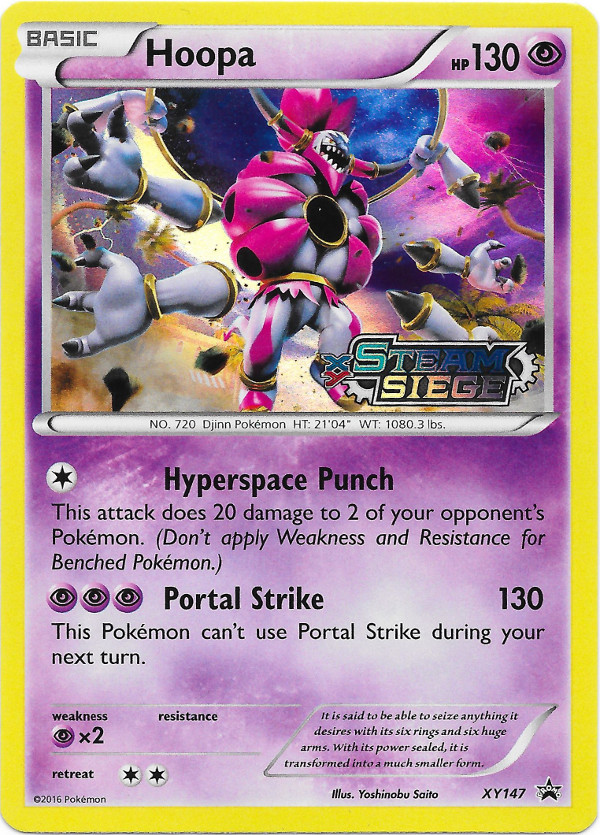 BASIC
Hoopa
HP130
XY
STEAM
SIEGE
NO. 720 Djinn Pokémon HT: 21'04" WT: 1080.3 lbs.
Hyperspace Punch
This attack does 20 damage to 2 of your opponent's
Pokémon. (Don't apply Weakness and Resistance for
Benched Pokémon.)
Portal Strike 130
This Pokémon can't use Portal Strike during your
next turn.
weakness resistance
×2
It is said to be able to seize anything it
desires with its six rings and six huge
arms. With its power sealed, it is
transformed into a much smaller form.
retreat
©2016 Pokémon
Illus. Yoshinobu Saito
XY147
PROMO